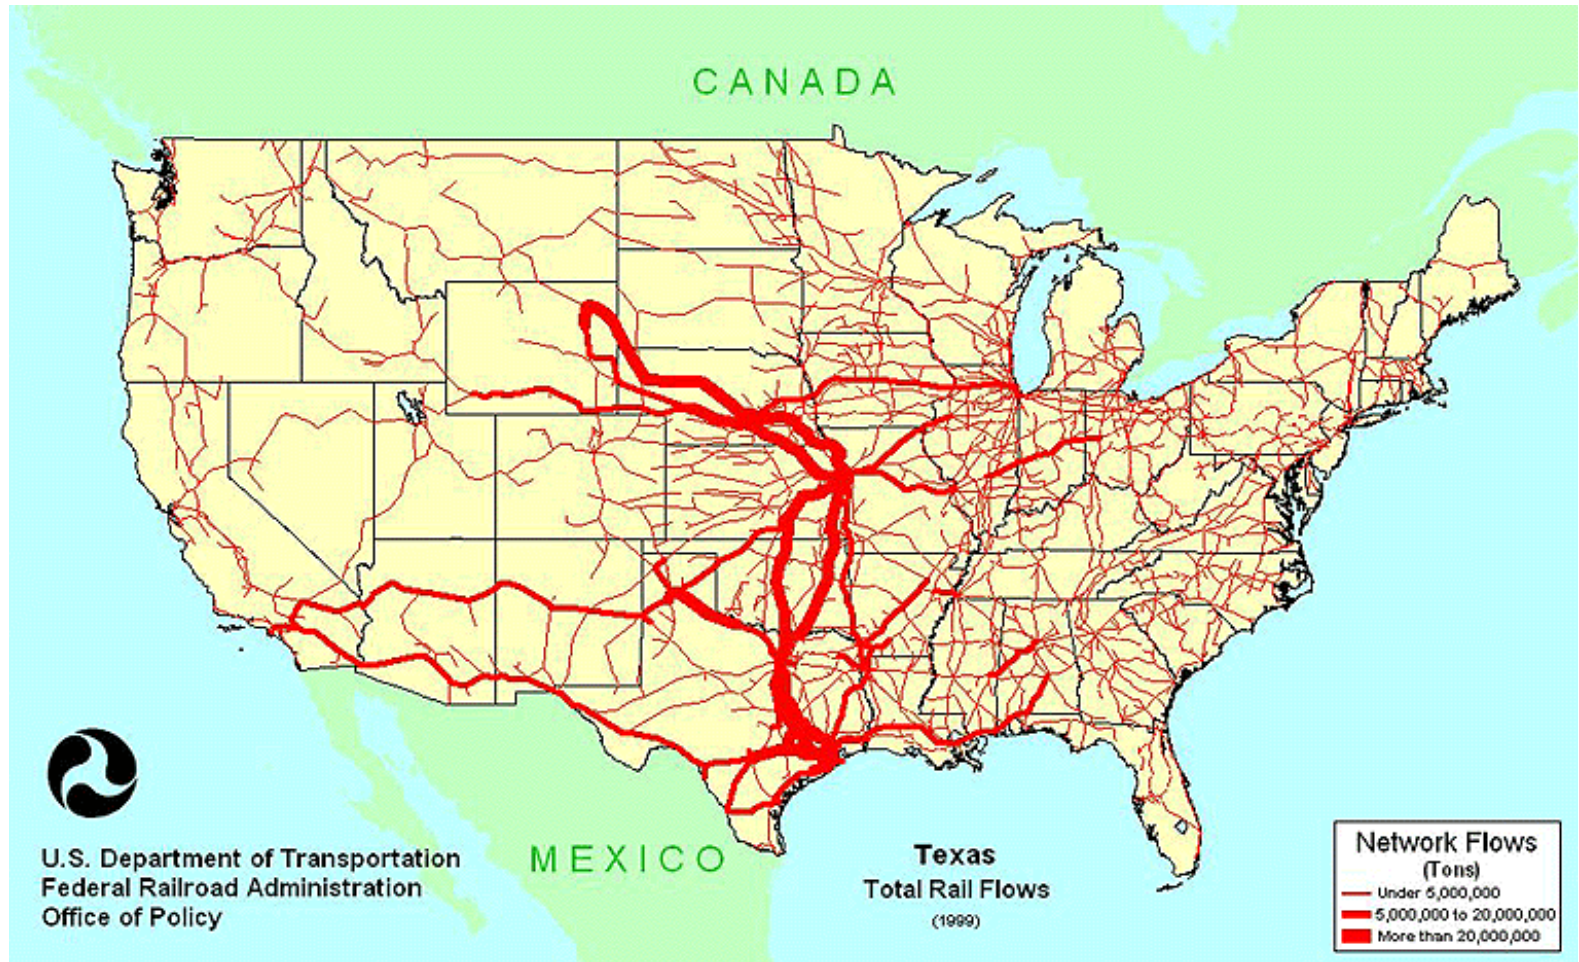 CANADA
MEXICO
U.S. Department of Transportation
Federal Railroad Administration
Office of Policy
Texas
Total Rail Flows
(1999)
Network Flows
(Tons)
Under 5,000,000
5,000,000 to 20,000,000
More than 20,000,000